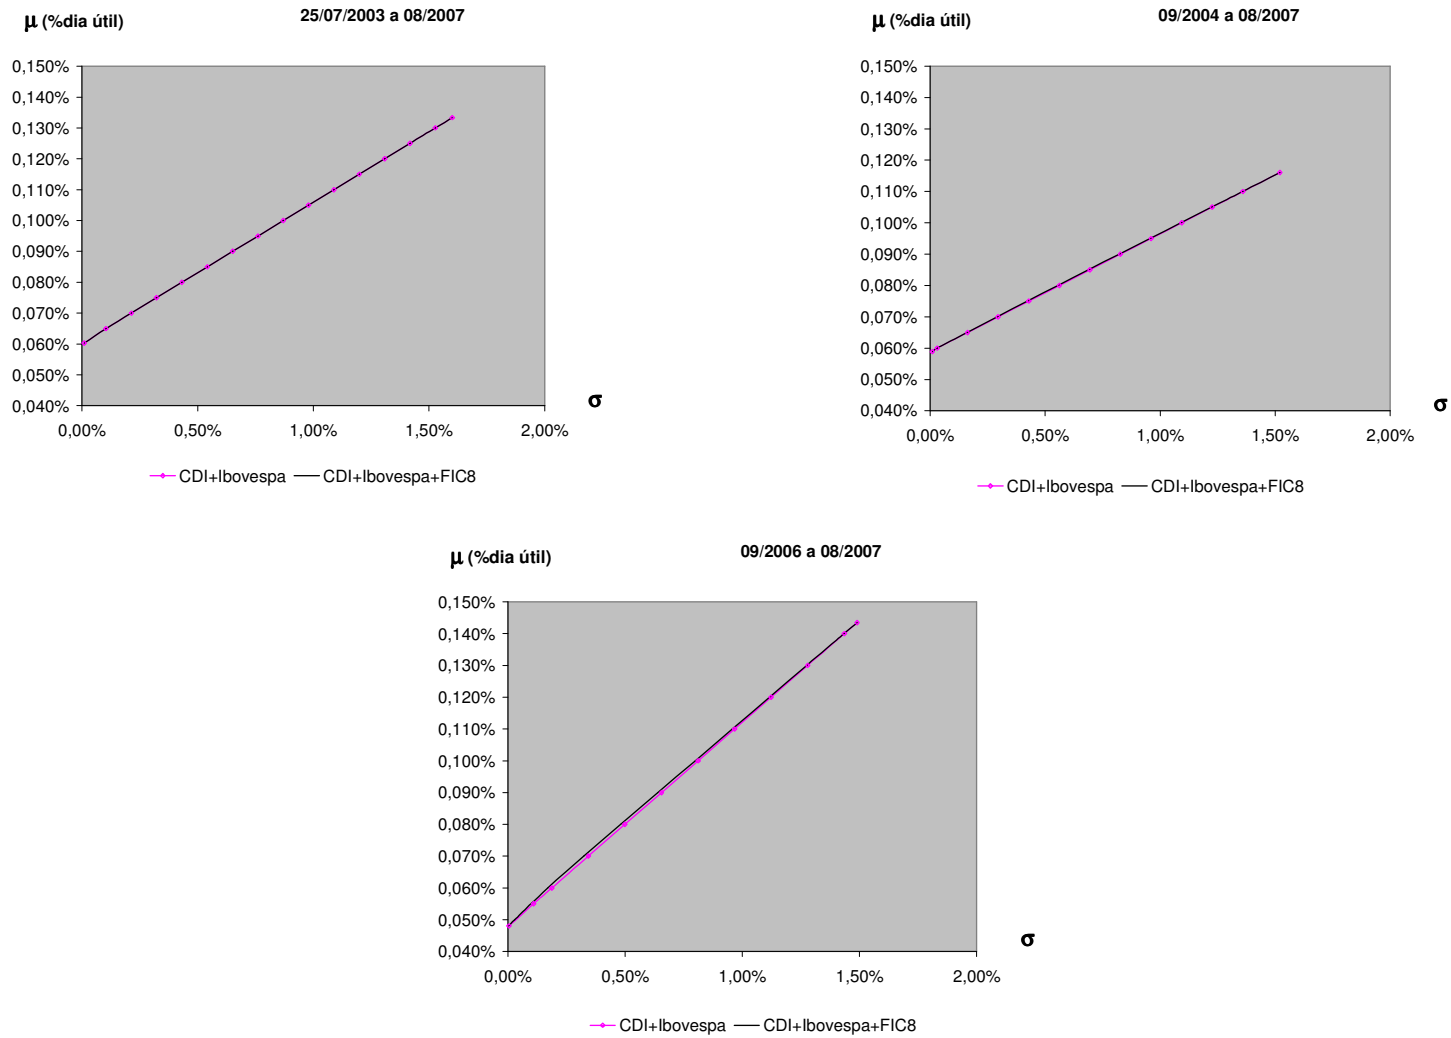 μ (%dia útil)
25/07/2003 a 08/2007
0,150%
0,140%
0,130%
0,120%
0,110%
0,100%
0,090%
0,080%
0,070%
0,060%
0,050%
0,040%
0,00% 0,50% 1,00% 1,50% 2,00%
σ
CDI+Ibovespa CDI+Ibovespa+FIC8
μ (%dia útil)
09/2004 a 08/2007
0,150%
0,140%
0,130%
0,120%
0,110%
0,100%
0,090%
0,080%
0,070%
0,060%
0,050%
0,040%
0,00% 0,50% 1,00% 1,50% 2,00%
σ
CDI+Ibovespa CDI+Ibovespa+FIC8
μ (%dia útil)
09/2006 a 08/2007
0,150%
0,140%
0,130%
0,120%
0,110%
0,100%
0,090%
0,080%
0,070%
0,060%
0,050%
0,040%
0,00% 0,50% 1,00% 1,50% 2,00%
σ
CDI+Ibovespa CDI+Ibovespa+FIC8